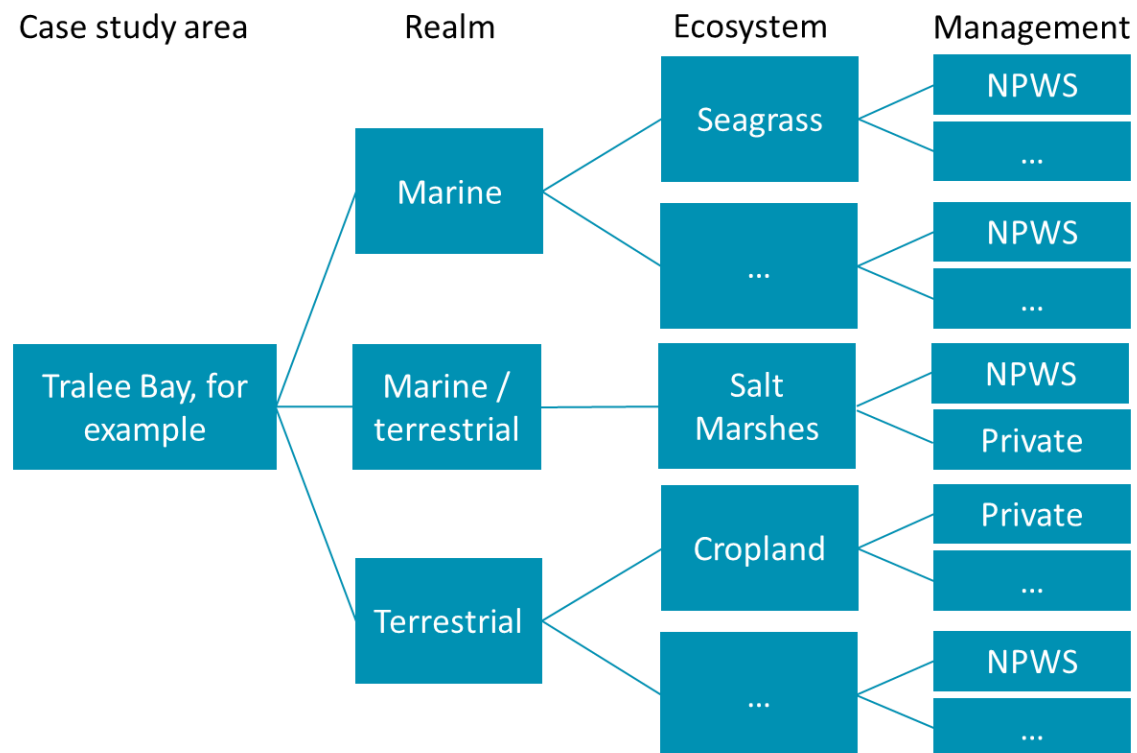 Case study area
Realm
Ecosystem
Management
Tralee Bay, for
example
Marine
Marine /
terrestrial
Terrestrial
Seagrass
...
Salt
Marshes
Cropland
...
NPWS
...
NPWS
...
NPWS
Private
Private
...
NPWS
...